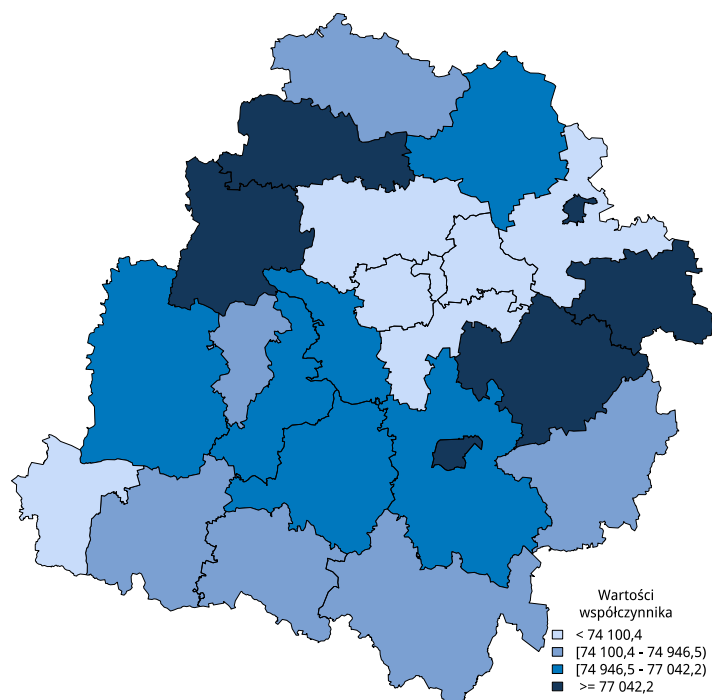 Wartości
współczynnika
< 74 100,4
[74 100,4 - 74 946,5)
[74 946,5 - 77 042,2)
>= 77 042,2